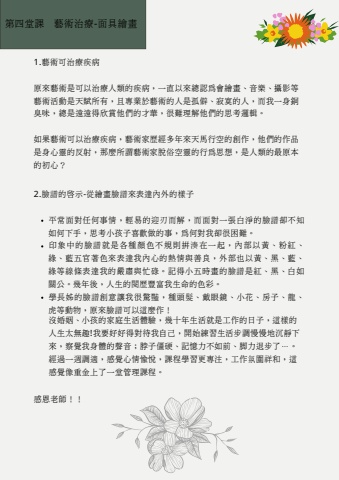 第四堂課　藝術治療-面具繪畫
1.藝術可治療疾病
原來藝術是可以治療人類的疾病，一直以來總認爲會繪畫、音樂、攝影等
藝術活動是天賦所有，且專業於藝術的人是孤僻、寂寞的人，而我一身銅
臭味，總是遠遠得欣賞他們的才華，很難理解他們的思考邏輯。
如果藝術可以治療疾病，藝術家歷經多年來天馬行空的創作，他們的作品
是身心靈的反射，那麼所謂藝術家脫俗空靈的行爲思想，是人類的最原本
的初心？
2.臉譜的啓示-從繪畫臉譜來表達內外的樣子
• 平常面對任何事情，輕易的迎刃而解，而面對一張白淨的臉譜都不知
如何下手，思考小孩子喜歡做的事，爲何對我卻很困難。
• 印象中的臉譜就是各種顏色不規則拼湊在一起，內部以黃、粉紅、
綠、藍五官著色來表達我內心的熱情與善良，外部也以黃、黑、藍、
綠等線條表達我的嚴肅與忙碌。記得小五時畫的臉譜是紅、黑、白如
關公。幾年後，人生的閱歷豐富我生命的色彩。
• 學長姊的臉譜創意讓我很驚豔，種頭髮、戴眼鏡、小花、房子、龍、
虎等動物，原來臉譜可以這麼作！
沒婚姻、小孩的家庭生活體驗，幾十年生活就是工作的日子，這樣的
人生太無趣!我要好好得對待我自己，開始練習生活步調慢慢地沉靜下
來，察覺我身體的聲音；脖子僵硬、記憶力不如前、腳力退步了…。
經過一週調適，感覺心情愉悅，課程學習更專注，工作氛圍祥和，這
感覺像重金上了一堂管理課程。
感恩老師！！